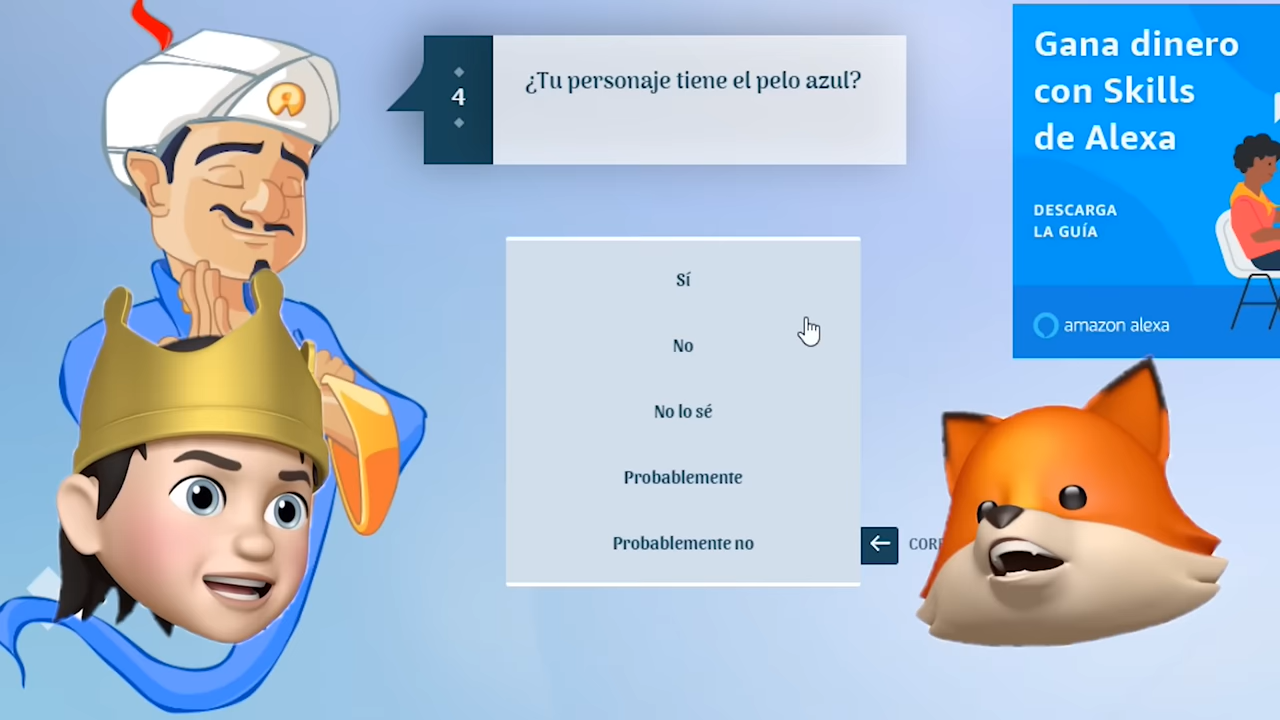 4
¿Tu personaje tiene el pelo azul?
Sí
No
No lo sé
Probablemente
Probablemente no
Gana dinero
con Skills
de Alexa
DESCARGA
LA GUÍA
amazon alexa